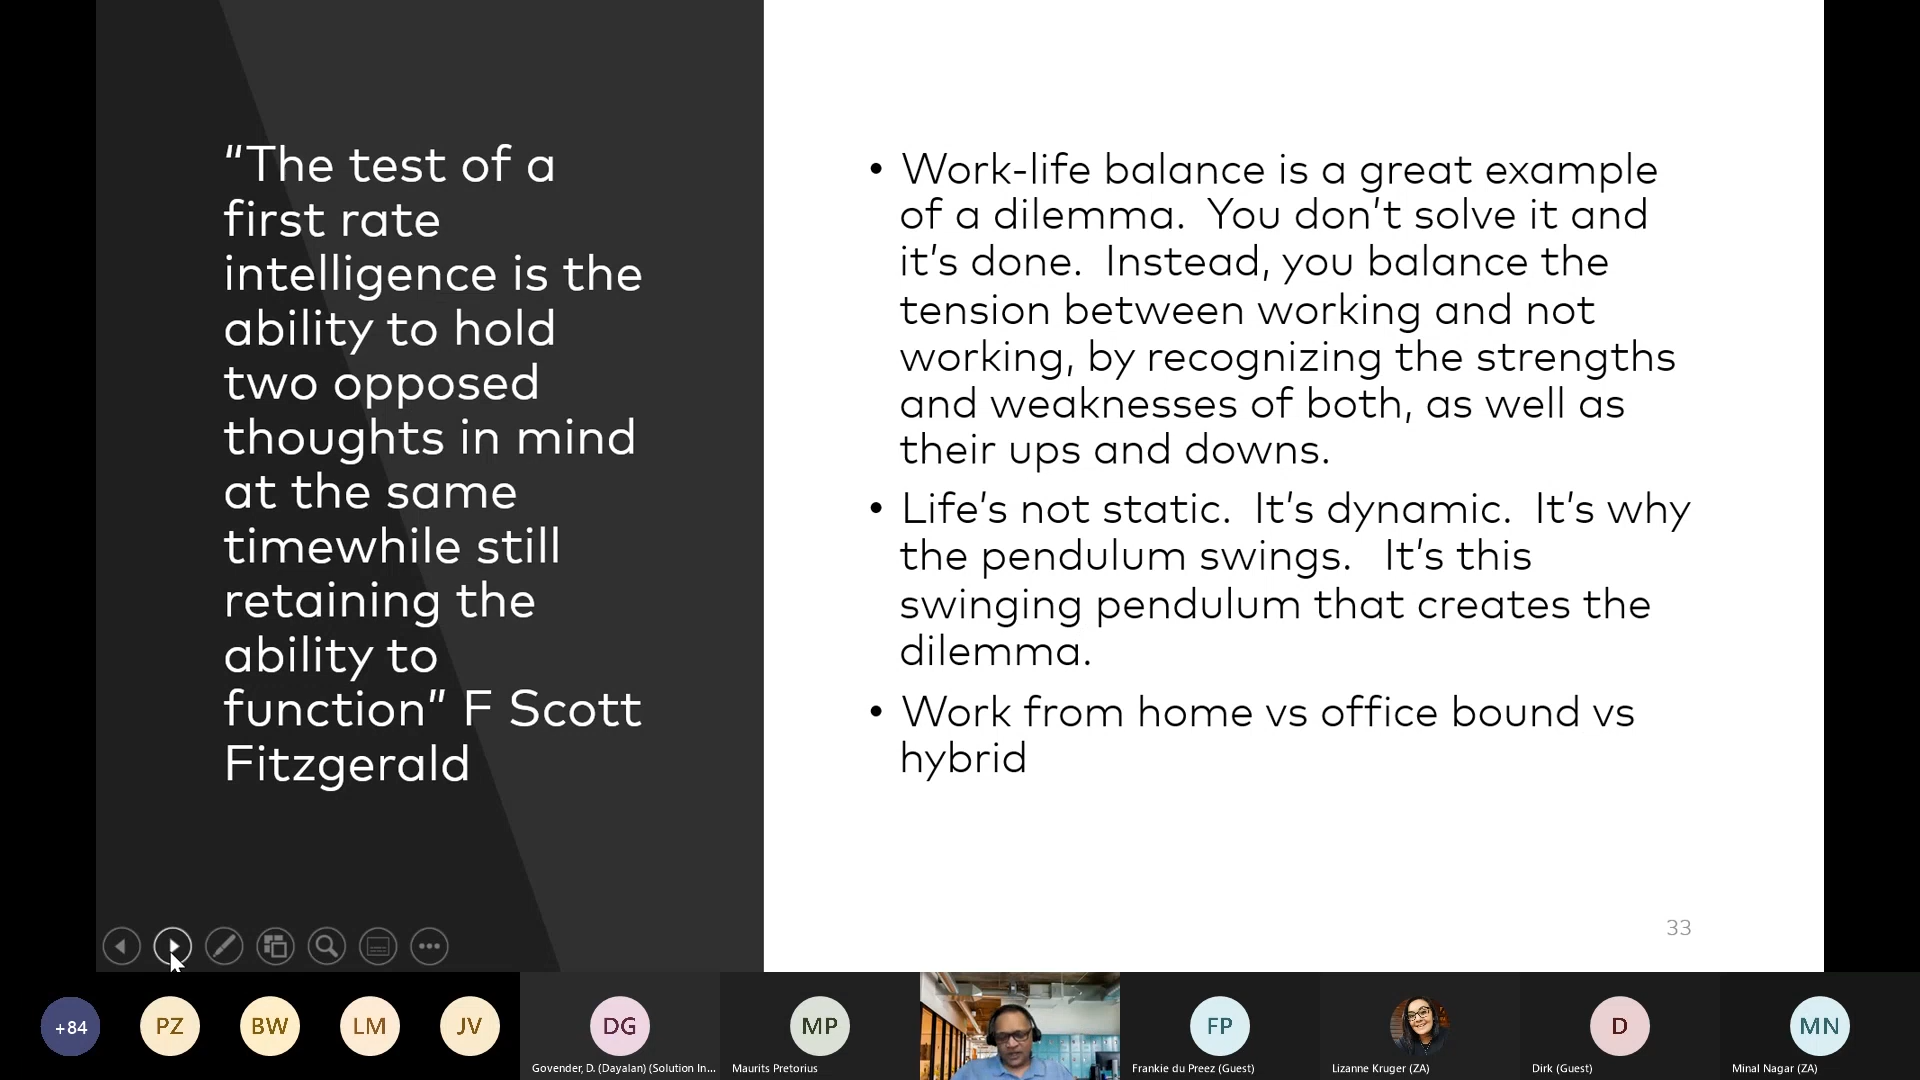 “The test of a
first rate
intelligence is the
ability to hold
two opposed
thoughts in mind
at the same
timewhile still
retaining the
ability to
function” F Scott
Fitzgerald
• Work-life balance is a great example
of a dilemma.  You don’t solve it and
it’s done.  Instead, you balance the
tension between working and not
working, by recognizing the strengths
and weaknesses of both, as well as
their ups and downs.
• Life’s not static.  It’s dynamic.  It’s why
the pendulum swings.   It’s this
swinging pendulum that creates the
dilemma.
• Work from home vs office bound vs
hybrid
33
+84
PZ
BW
LM
JV
DG
Govender, D. (Dayalan) (Solution In...
MP
Maurits Pretorius
FP
Frankie du Preez (Guest)
Lizanne Kruger (ZA)
D
Dirk (Guest)
MN
Minal Nagar (ZA)